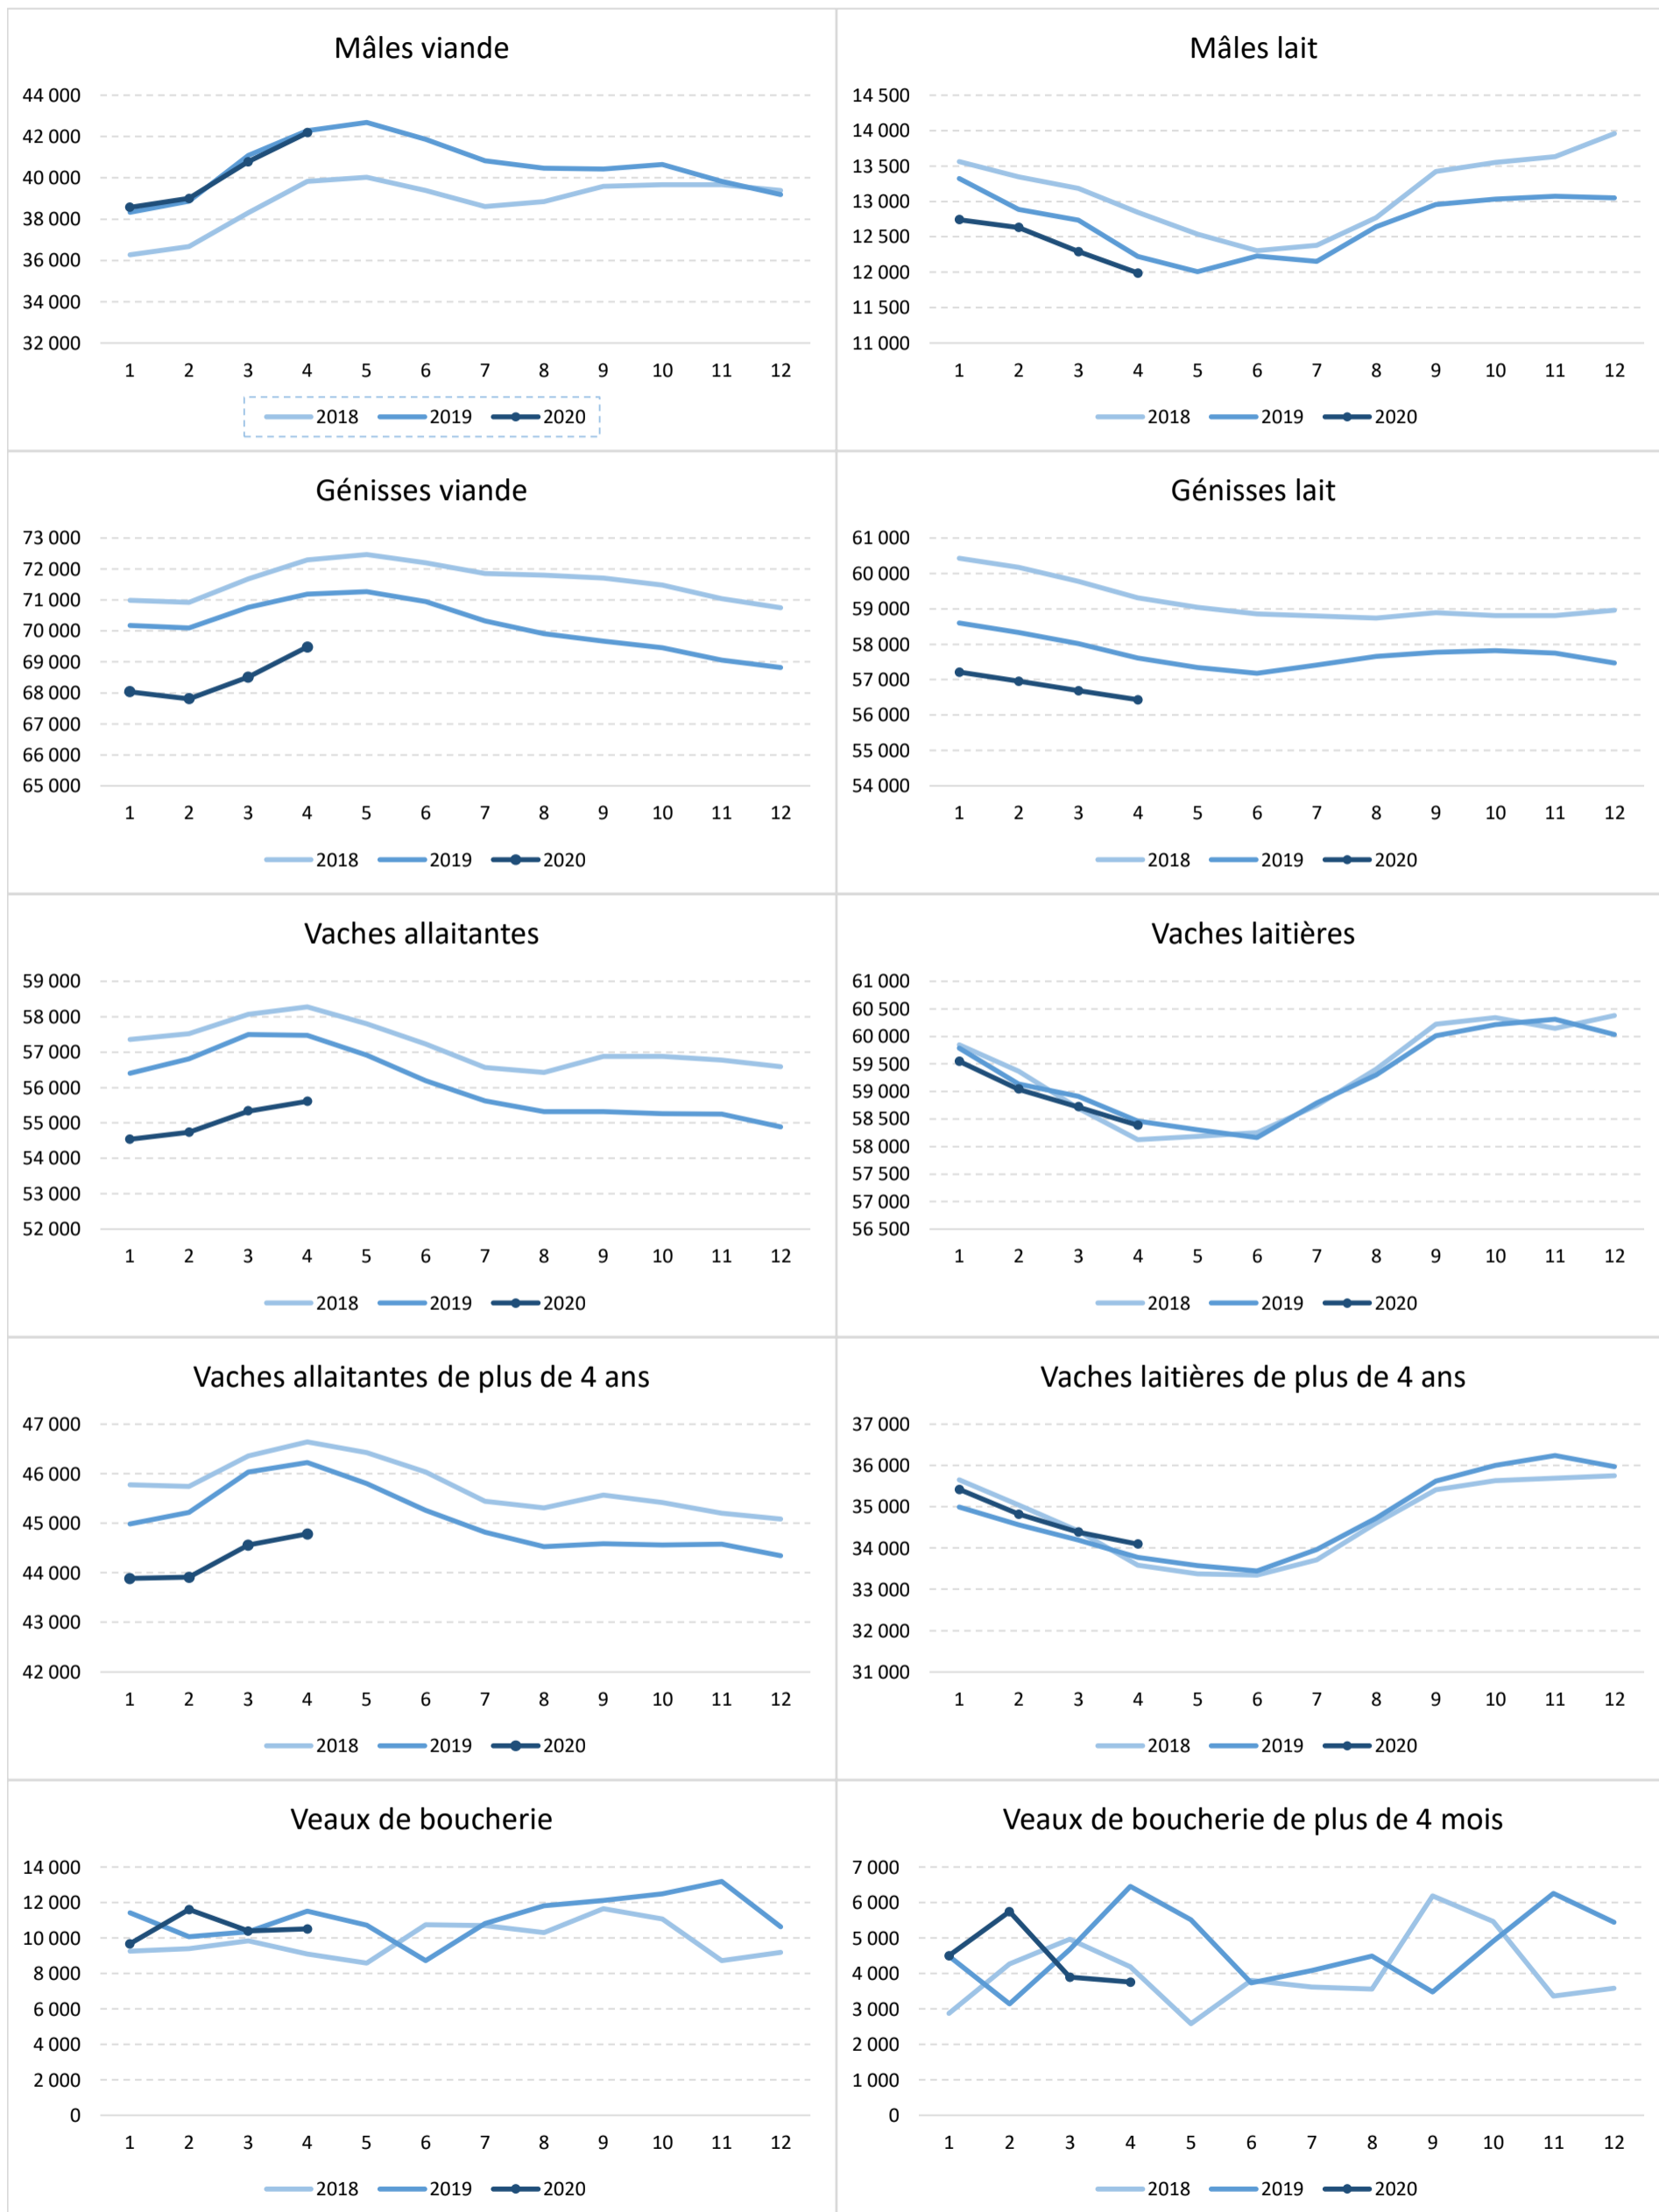 Mâles viande
44 000
42 000
40 000
38 000
36 000
34 000
32 000
1 2 3 4 5 6 7 8 9 10 11 12
2018 2019 2020
Mâles lait
14 500
14 000
13 500
13 000
12 500
12 000
11 500
11 000
1 2 3 4 5 6 7 8 9 10 11 12
2018 2019 2020
Génisses viande
73 000
72 000
71 000
70 000
69 000
68 000
67 000
66 000
65 000
1 2 3 4 5 6 7 8 9 10 11 12
2018 2019 2020
Génisses lait
61 000
60 000
59 000
58 000
57 000
56 000
55 000
54 000
1 2 3 4 5 6 7 8 9 10 11 12
2018 2019 2020
Vaches allaitantes
59 000
58 000
57 000
56 000
55 000
54 000
53 000
52 000
1 2 3 4 5 6 7 8 9 10 11 12
2018 2019 2020
Vaches laitières
61 000
60 500
60 000
59 500
59 000
58 500
58 000
57 500
57 000
56 500
1 2 3 4 5 6 7 8 9 10 11 12
2018 2019 2020
Vaches allaitantes de plus de 4 ans
47 000
46 000
45 000
44 000
43 000
42 000
1 2 3 4 5 6 7 8 9 10 11 12
2018 2019 2020
Vaches laitières de plus de 4 ans
37 000
36 000
35 000
34 000
33 000
32 000
31 000
1 2 3 4 5 6 7 8 9 10 11 12
2018 2019 2020
Veaux de boucherie
14 000
12 000
10 000
8 000
6 000
4 000
2 000
0
1 2 3 4 5 6 7 8 9 10 11 12
2018 2019 2020
Veaux de boucherie de plus de 4 mois
7 000
6 000
5 000
4 000
3 000
2 000
1 000
0
1 2 3 4 5 6 7 8 9 10 11 12
2018 2019 2020